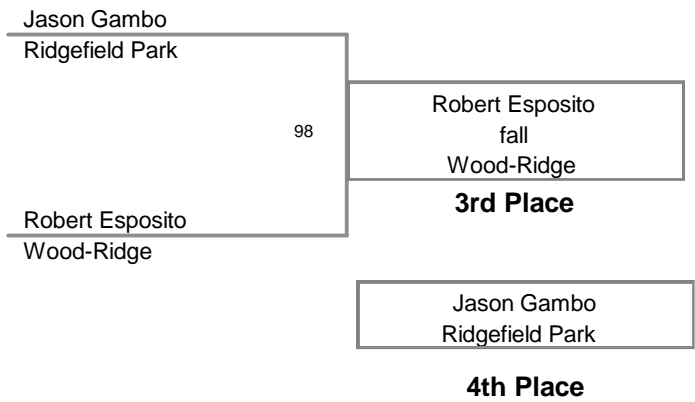 Jason Gambo
Ridgefield Park
98
Robert Esposito
fall
Wood-Ridge
3rd Place
Robert Esposito
Wood-Ridge
Jason Gambo
Ridgefield Park
4th Place